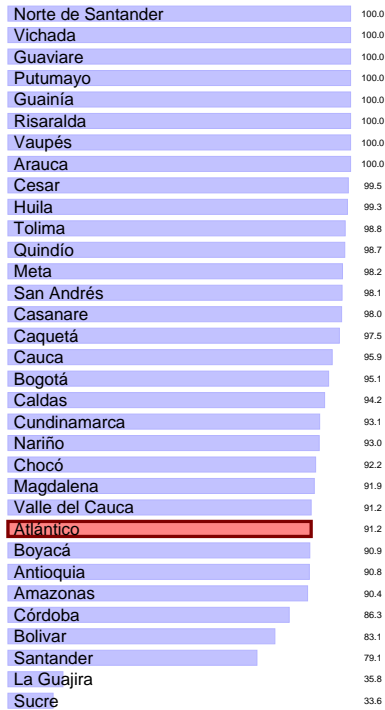 Norte de Santander 100.0
Vichada 100.0
Guaviare 100.0
Putumayo 100.0
Guainía 100.0
Risaralda 100.0
Vaupés 100.0
Arauca 100.0
Cesar 99.5
Huila 99.3
Tolima 98.8
Quindío 98.7
Meta 98.2
San Andrés 98.1
Casanare 98.0
Caquetá 97.5
Cauca 95.9
Bogotá 95.1
Caldas 94.2
Cundinamarca 93.1
Nariño 93.0
Chocó 92.2
Magdalena 91.9
Valle del Cauca 91.2
Atlántico 91.2
Boyacá 90.9
Antioquia 90.8
Amazonas 90.4
Córdoba 86.3
Bolivar 83.1
Santander 79.1
La Guajira 35.8
Sucre 33.6